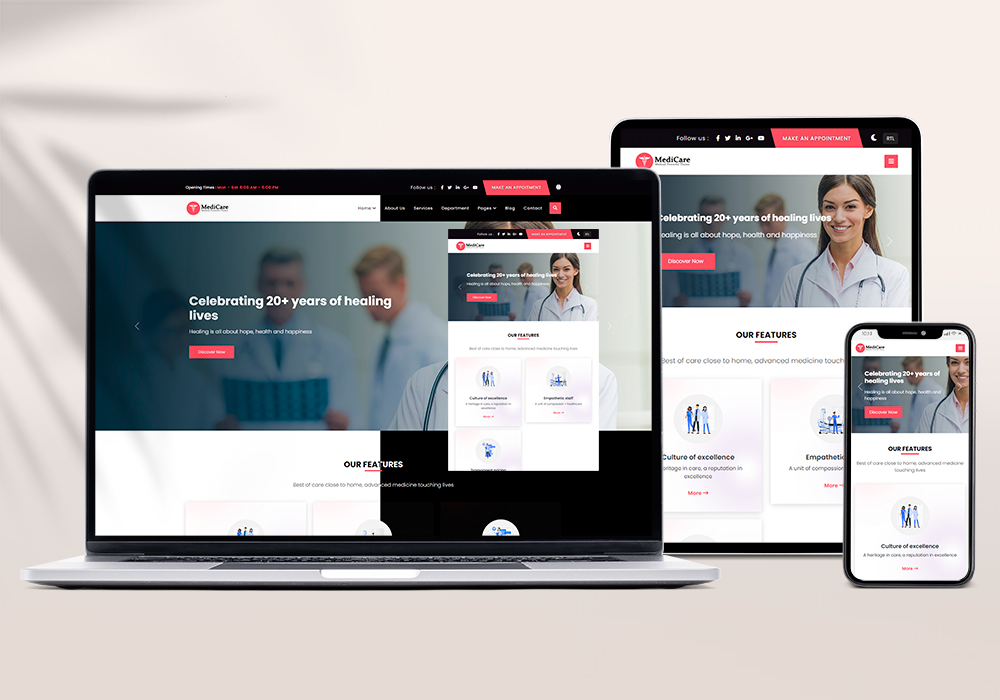 Opening Times : Mon - Sat 8:00 AM - 6:00 PM
Follow us :
MAKE AN APPOITMENT
MediCare
Home
About Us
Services
Department
Pages
Blog
Contact
Celebrating 20+ years of healing
lives
Healing is all about hope, health and happiness
Discover Now
OUR FEATURES
Best of care close to home, advanced medicine touching lives
Follow us :
MediCare
Celebrating 20+ years of healing lives
Healing is all about hope, health and happiness
Discover Now
OUR FEATURES
Best of care close to home, advanced medicine touching lives
Culture of excellence
A heritage in care, a reputation in
excellence
More →
Empathetic staff
A unit of compassion + healthcare
More →
Follow us :
MAKE AN APPOINTMENT
RTL
MediCare
Celebrating 20+ years of healing lives
Healing is all about hope, health and happiness
Discover Now
OUR FEATURES
Best of care close to home, advanced medicine touch
Culture of excellence
heritage in care, a reputation in
excellence
More →
Empathetic
A unit of compassion
More →
10:13
MediCare
Celebrating 20+ years of
healing lives
Healing is all about hope, health and
happiness
Discover Now
OUR FEATURES
Best of care close to home, advanced medicine
touching lives
Culture of excellence
A heritage in care, a reputation in excellence
More →